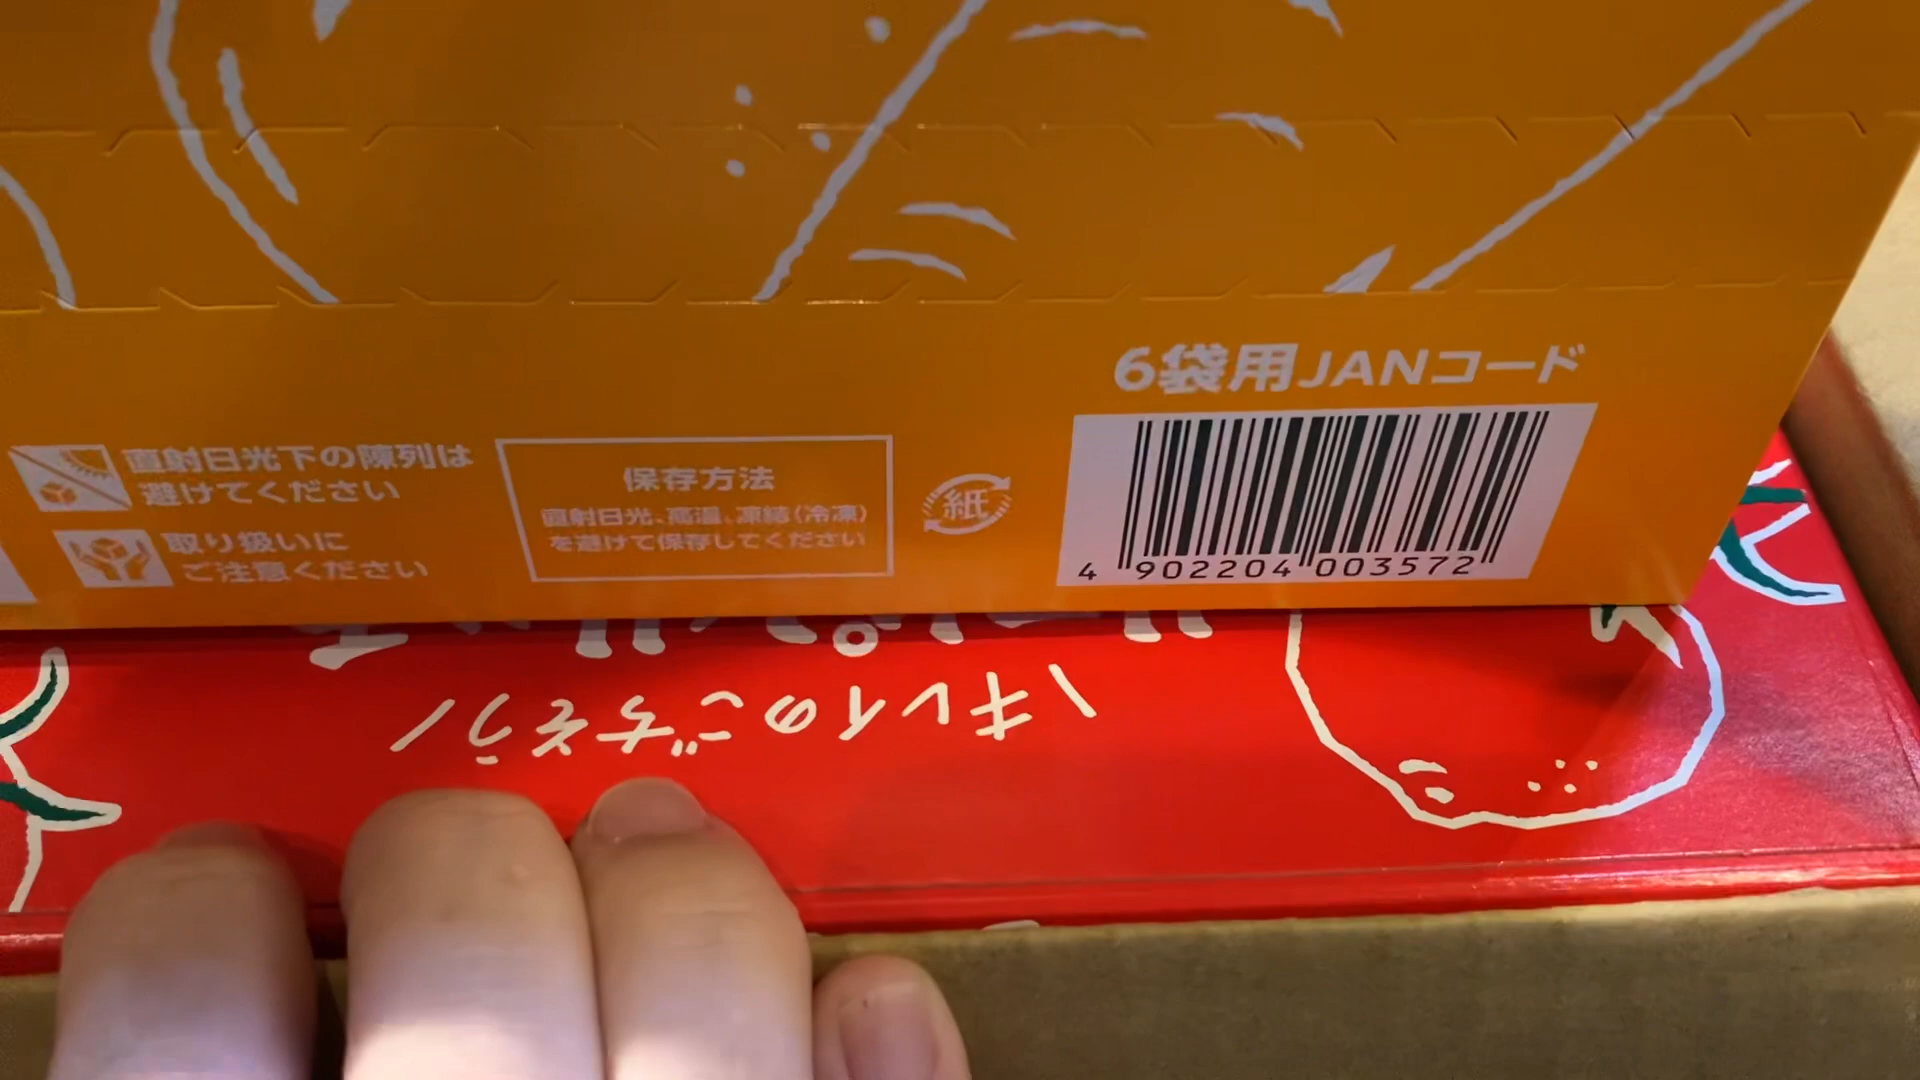 6袋用JANコード
直射日光下の陳列は
避けてください
取り扱いに
ご注意ください
保存方法
直射日光、高温、凍結(冷凍)
を避けて保存してください
紙
4 902204 003572
\キレイのごちそう/